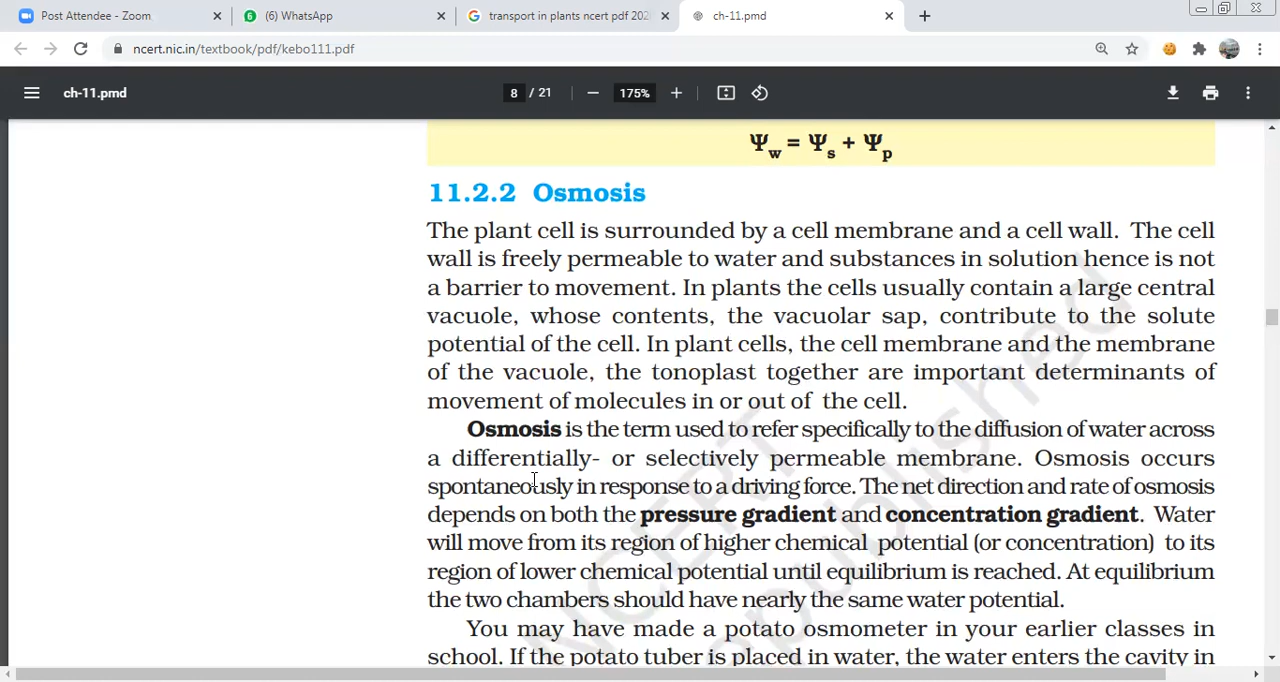 Post Attendee - Zoom
(6) WhatsApp
transport in plants ncert pdf 202
ch-11.pmd
ncert.nic.in/textbook/pdf/kebo111.pdf
ch-11.pmd
8 / 21
175%
Ψw = Ψs + Ψp
11.2.2 Osmosis
The plant cell is surrounded by a cell membrane and a cell wall. The cell
wall is freely permeable to water and substances in solution hence is not
a barrier to movement. In plants the cells usually contain a large central
vacuole, whose contents, the vacuolar sap, contribute to the solute
potential of the cell. In plant cells, the cell membrane and the membrane
of the vacuole, the tonoplast together are important determinants of
movement of molecules in or out of the cell.
Osmosis is the term used to refer specifically to the diffusion of water across
a differentially- or selectively permeable membrane. Osmosis occurs
spontaneously in response to a driving force. The net direction and rate of osmosis
depends on both the pressure gradient and concentration gradient. Water
will move from its region of higher chemical potential (or concentration) to its
region of lower chemical potential until equilibrium is reached. At equilibrium
the two chambers should have nearly the same water potential.
You may have made a potato osmometer in your earlier classes in
school. If the potato tuber is placed in water, the water enters the cavity in